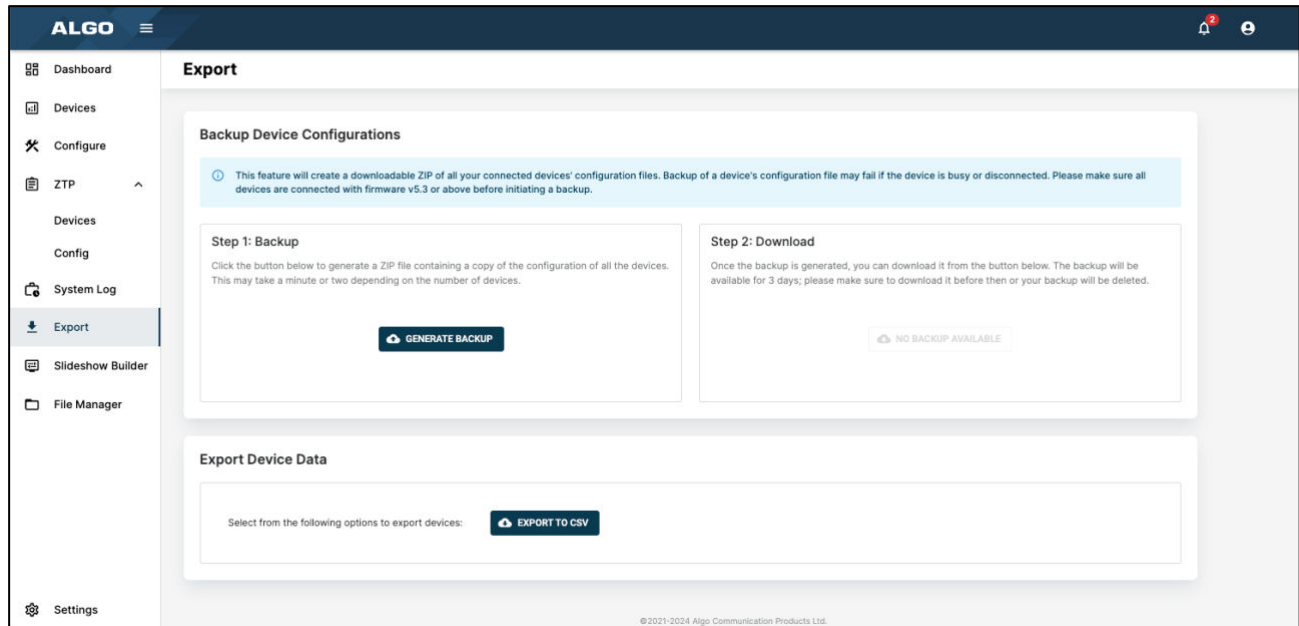 ALGO
2
Dashboard
Devices
Configure
ZTP
Devices
Config
System Log
Export
Slideshow Builder
File Manager
Settings
Export
Backup Device Configurations
This feature will create a downloadable ZIP of all your connected devices' configuration files. Backup of a device's configuration file may fail if the device is busy or disconnected. Please make sure all
devices are connected with firmware v5.3 or above before initiating a backup.
Step 1: Backup
Click the button below to generate a ZIP file containing a copy of the configuration of all the devices.
This may take a minute or two depending on the number of devices.
GENERATE BACKUP
Step 2: Download
Once the backup is generated, you can download it from the button below. The backup will be
available for 3 days; please make sure to download it before then or your backup will be deleted.
NO BACKUP AVAILABLE
Export Device Data
Select from the following options to export devices:
EXPORT TO CSV
©2021-2024 Algo Communication Products Ltd.